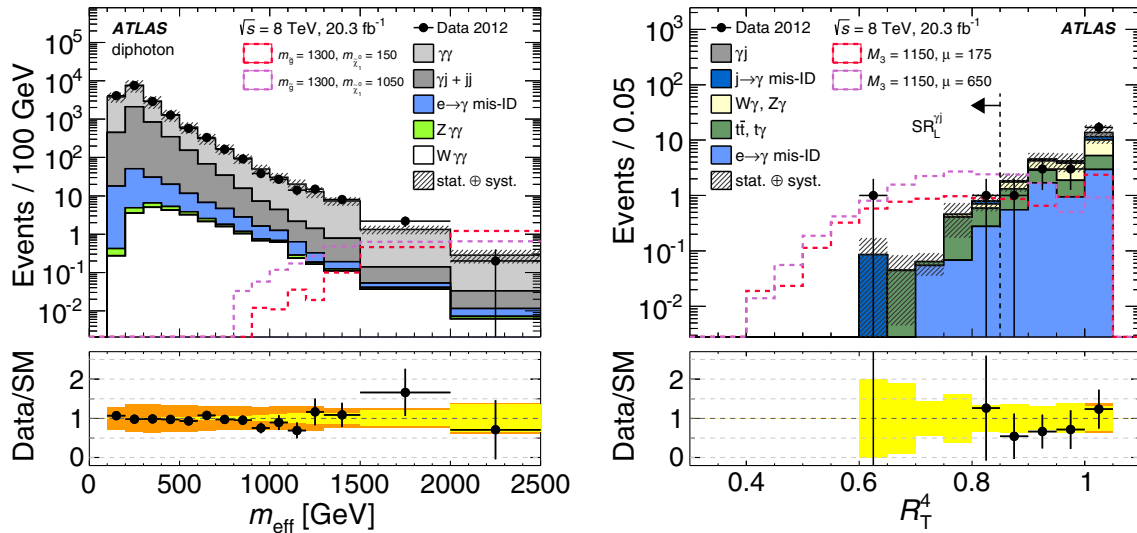 ATLAS
diphoton
√s = 8 TeV, 20.3 fb⁻¹
m_g̃ = 1300, m_χ̃₁⁰ = 150
m_g̃ = 1300, m_χ̃₁⁰ = 1050
Data 2012
γγ
γj + jj
e→γ mis-ID
Zγγ
Wγγ
stat. ⊕ syst.
Events / 100 GeV
10⁵
10⁴
10³
10²
10
1
10⁻¹
10⁻²
Data/SM
2
1
0
0 500 1000 1500 2000 2500
m_eff [GeV]
Data 2012
√s = 8 TeV, 20.3 fb⁻¹
ATLAS
γj
j→γ mis-ID
Wγ, Zγ
tt̄, tγ
e→γ mis-ID
stat. ⊕ syst.
M₃ = 1150, μ = 175
M₃ = 1150, μ = 650
SR_L^γj
Events / 0.05
10⁴
10³
10²
10
1
10⁻¹
10⁻²
Data/SM
2
1
0
0.4 0.6 0.8 1
R_T⁴